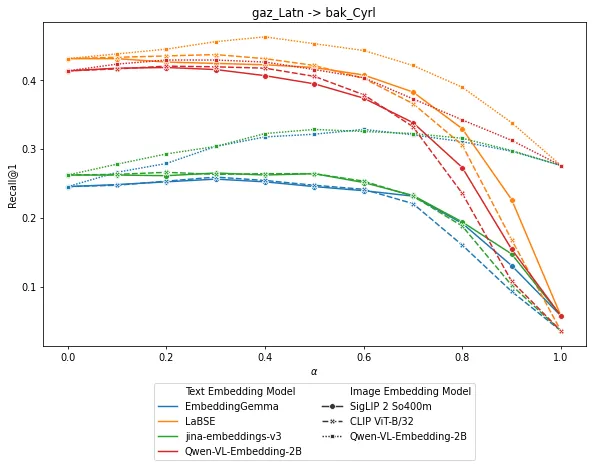 gaz_Latn -> bak_Cyrl
Recall@1
0.4
0.3
0.2
0.1
0.0 0.2 0.4 0.6 0.8 1.0
α
Text Embedding Model Image Embedding Model
EmbeddingGemma SigLIP 2 So400m
LaBSE CLIP ViT-B/32
jina-embeddings-v3 Qwen-VL-Embedding-2B
Qwen-VL-Embedding-2B